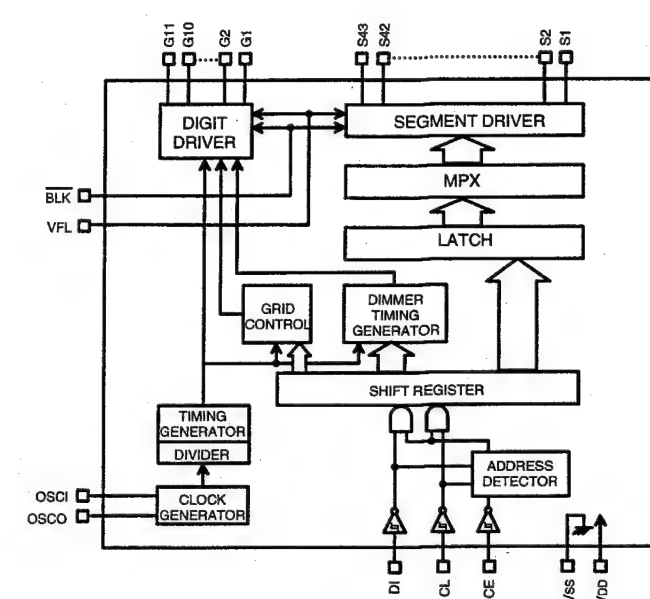 G11 G10 G2 G1 S43 S42 S2 S1
DIGIT
DRIVER
SEGMENT DRIVER
MPX
BLK
VFL
LATCH
GRID
CONTROL
DIMMER
TIMING
GENERATOR
SHIFT REGISTER
TIMING
GENERATOR
DIVIDER
ADDRESS
DETECTOR
OSCI
OSCO
CLOCK
GENERATOR
DI CL CE